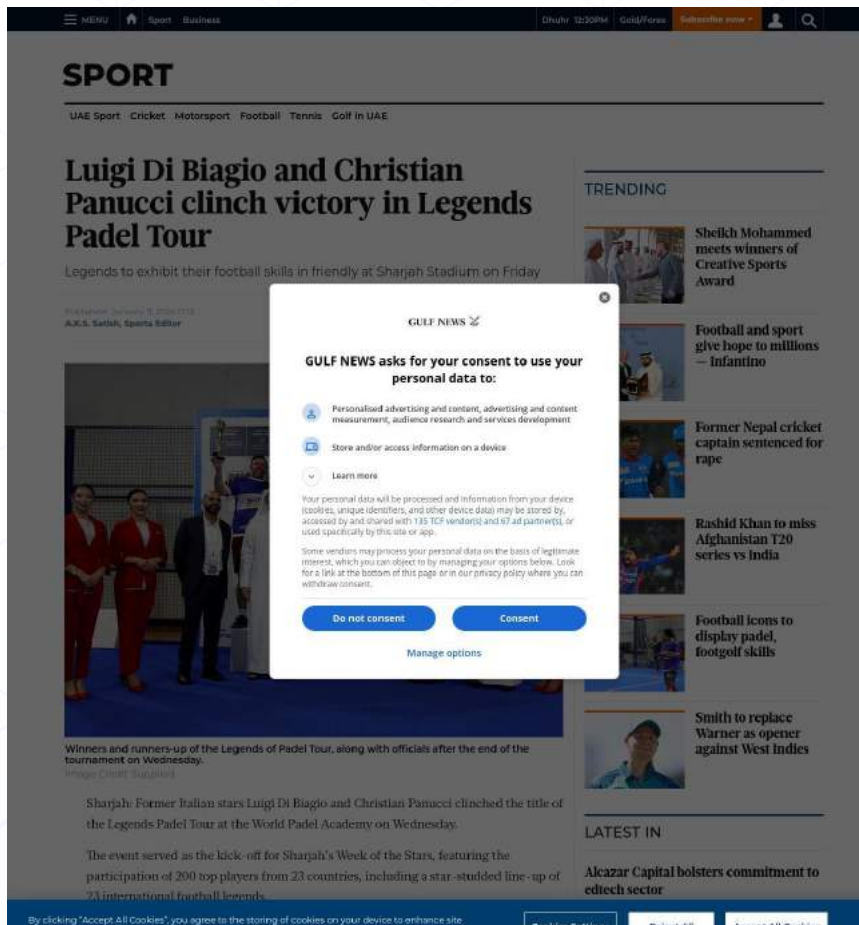 MENU Sport Business Dhuhr 12:30PM Gold/Forex Subscribe now
SPORT
UAE Sport Cricket Motorsport Football Tennis Golf in UAE
Luigi Di Biagio and Christian
Panucci clinch victory in Legends
Padel Tour
Legends to exhibit their football skills in friendly at Sharjah Stadium on Friday
A.K.S. Satish, Sports Editor
GULF NEWS
GULF NEWS asks for your consent to use your
personal data to:
Personalised advertising and content, advertising and content
measurement, audience research and services development
Store and/or access information on a device
Learn more
Your personal data will be processed and information from your device
(cookies, unique identifiers, and other device data) may be stored by,
accessed by and shared with 135 TCF vendor(s) and 67 ad partner(s), or
used specifically by this site or app.
Some vendors may process your personal data on the basis of legitimate
interest, which you can object to by managing your options below. Look
for a link at the bottom of this page or in our privacy policy where you can
withdraw consent.
Do not consent Consent
Manage options
Winners and runners-up of the Legends of Padel Tour, along with officials after the end of the
tournament on Wednesday.
Image Credit: Supplied
Sharjah: Former Italian stars Luigi Di Biagio and Christian Panucci clinched the title of
the Legends Padel Tour at the World Padel Academy on Wednesday.
The event served as the kick-off for Sharjah's Week of the Stars, featuring the
participation of 200 top players from 23 countries, including a star-studded line-up of
23 international football legends.
TRENDING
Sheikh Mohammed
meets winners of
Creative Sports
Award
Football and sport
give hope to millions
— Infantino
Former Nepal cricket
captain sentenced for
rape
Rashid Khan to miss
Afghanistan T20
series vs India
Football icons to
display padel,
footgolf skills
Smith to replace
Warner as opener
against West Indies
LATEST IN
Alcazar Capital bolsters commitment to
edtech sector
By clicking "Accept All Cookies", you agree to the storing of cookies on your device to enhance site
Cookies Settings Reject All Accept All Cookies